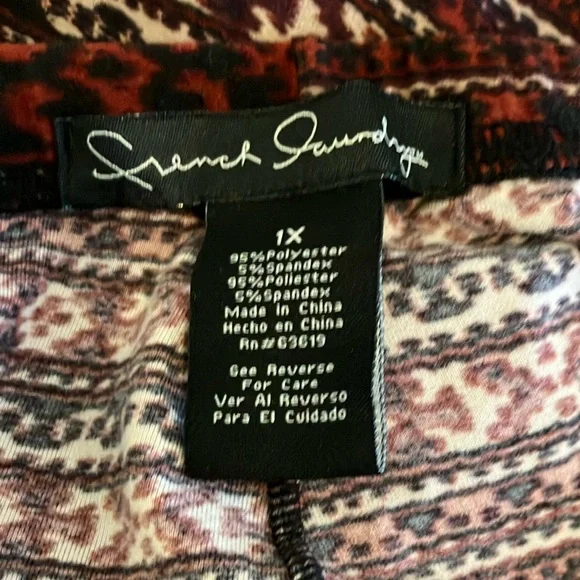 French Laundry
1X
95%Polyester
5%Spandex
95%Poliester
5%Spandex
Made in China
Hecho en China
Rn#63619
See Reverse
For Care
Ver Al Reverso
Para El Cuidado